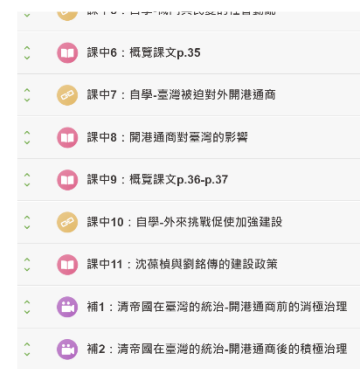 課中6：概覽課文p.35
課中7：自學-臺灣被迫對外開港通商
課中8：開港通商對臺灣的影響
課中9：概覽課文p.36-p.37
課中10：自學-外來挑戰促使加強建設
課中11：沈葆楨與劉銘傳的建設政策
補1：清帝國在臺灣的統治-開港通商前的消極治理
補2：清帝國在臺灣的統治-開港通商後的積極治理